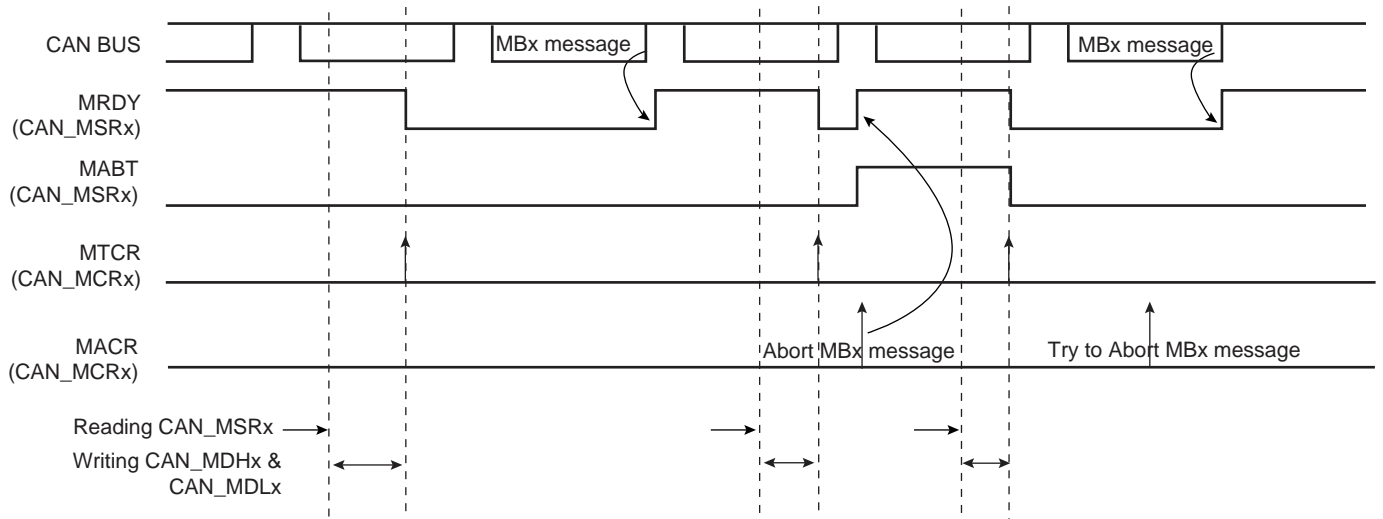 CAN BUS
MBx message
MBx message
MRDY
(CAN_MSRx)
MABT
(CAN_MSRx)
MTCR
(CAN_MCRx)
MACR
(CAN_MCRx)
Abort MBx message
Try to Abort MBx message
Reading CAN_MSRx
Writing CAN_MDHx &
CAN_MDLx